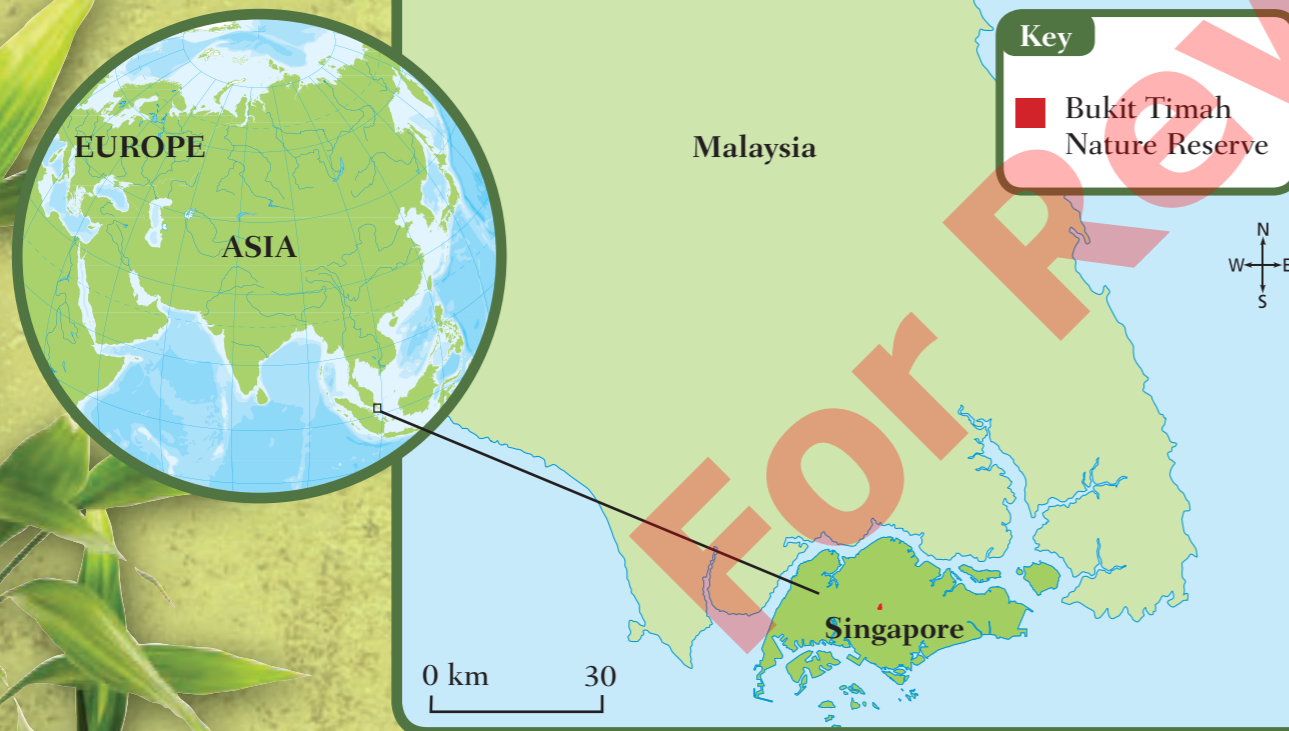 EUROPE
ASIA
Malaysia
Key
Bukit Timah
Nature Reserve
N
W E
S
Singapore
0 km 30
For Rev